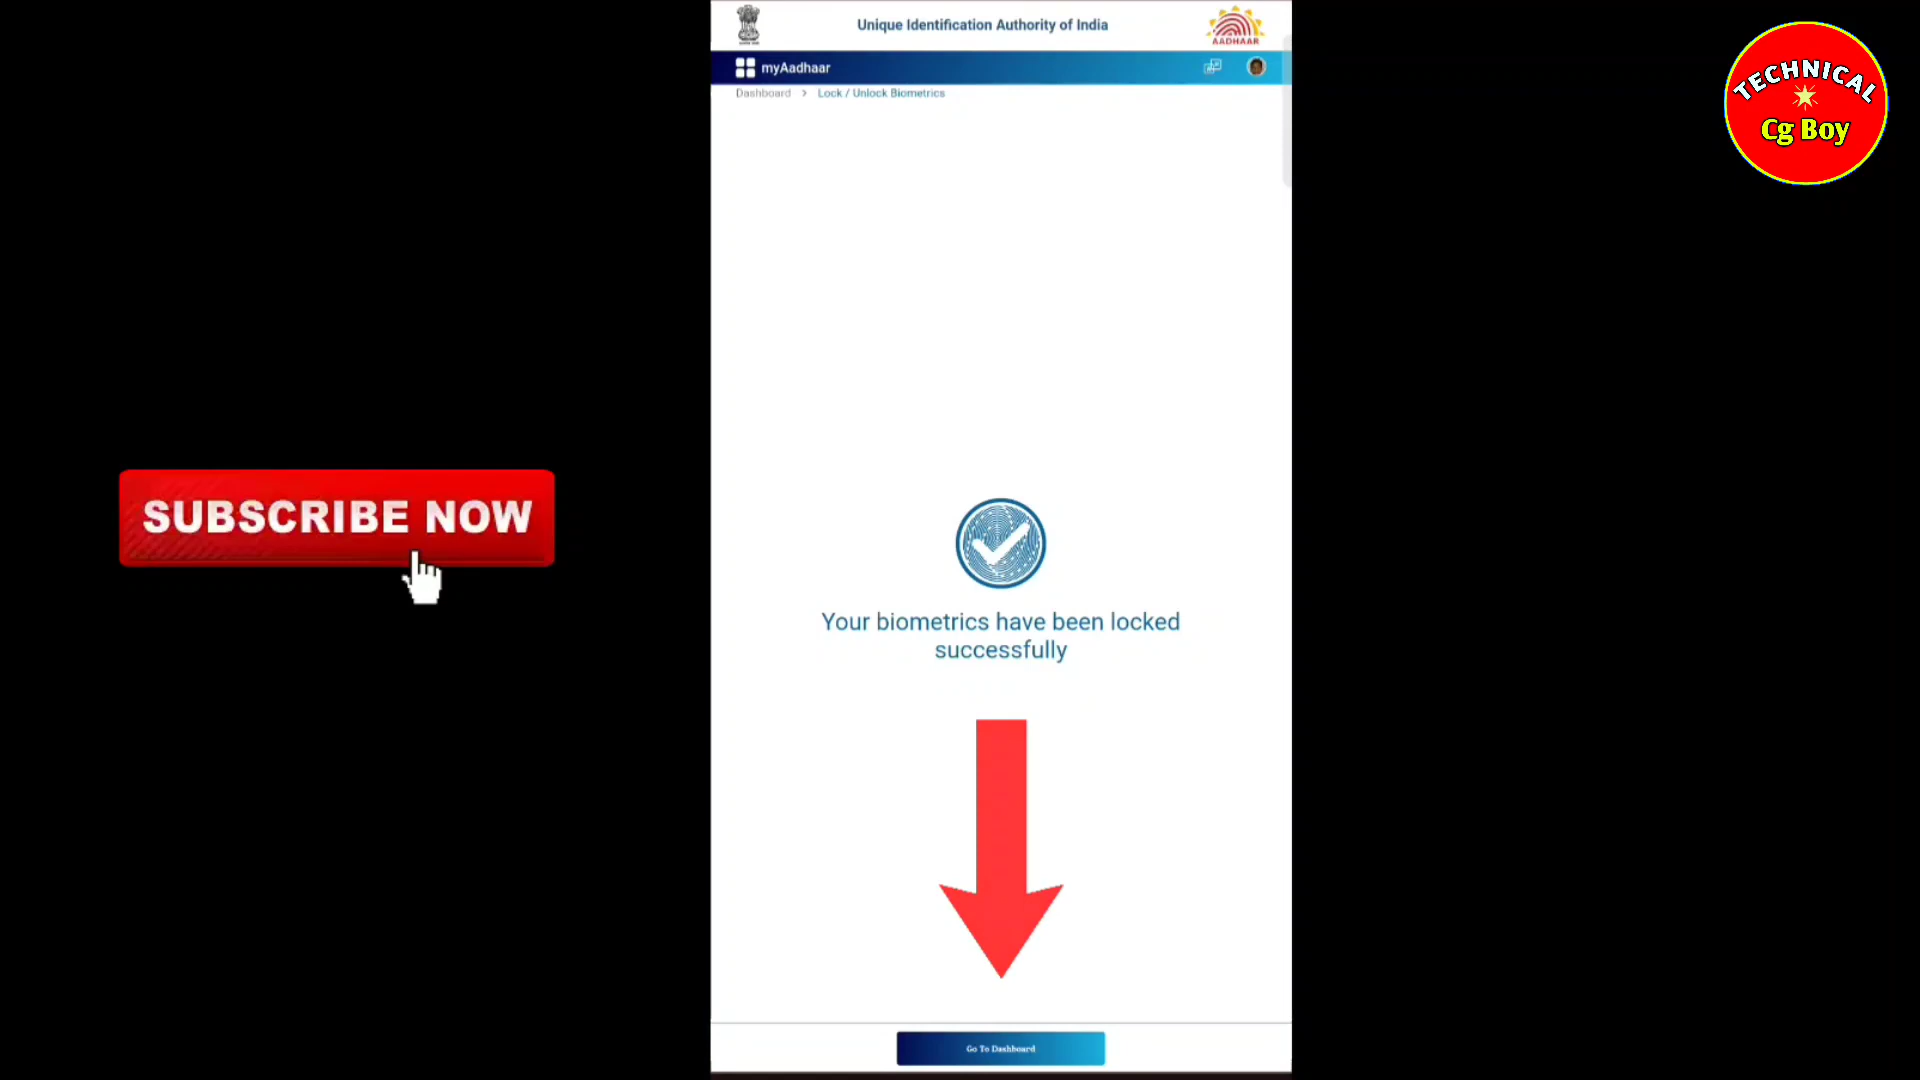 Unique Identification Authority of India
AADHAAR
myAadhaar
Dashboard > Lock / Unlock Biometrics
TECHNICAL
Cg Boy
SUBSCRIBE NOW
Your biometrics have been locked
successfully
Go To Dashboard